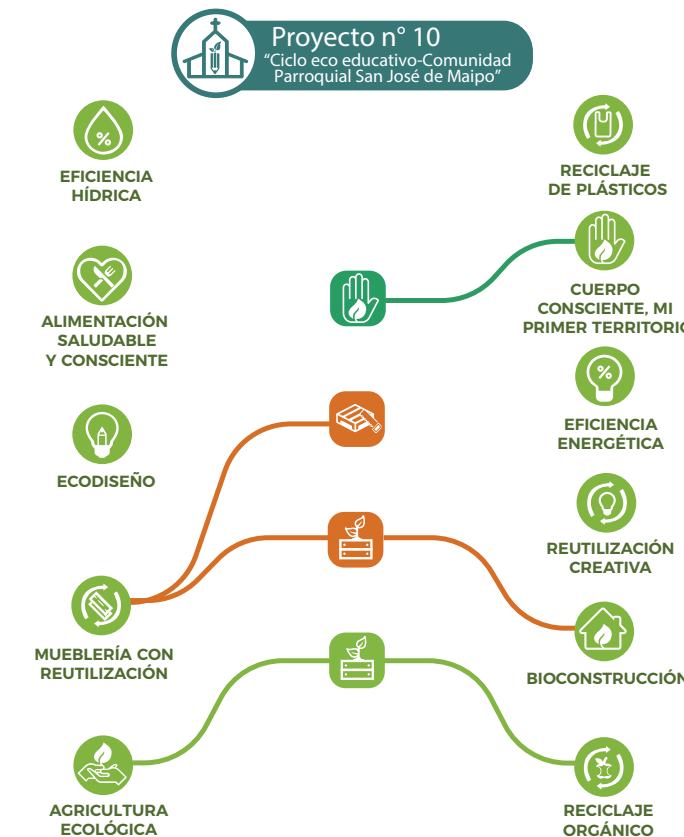 Proyecto n° 10
“Ciclo eco educativo-Comunidad
Parroquial San José de Maipo”
%
EFICIENCIA
HÍDRICA
ALIMENTACIÓN
SALUDABLE
Y CONSCIENTE
ECODISEÑO
MUEBLERÍA CON
REUTILIZACIÓN
AGRICULTURA
ECOLÓGICA
RECICLAJE
DE PLÁSTICOS
CUERPO
CONSCIENTE, MI
PRIMER TERRITORIO
%
EFICIENCIA
ENERGÉTICA
REUTILIZACIÓN
CREATIVA
BIOCONSTRUCCIÓN
RECICLAJE
ORGÁNICO